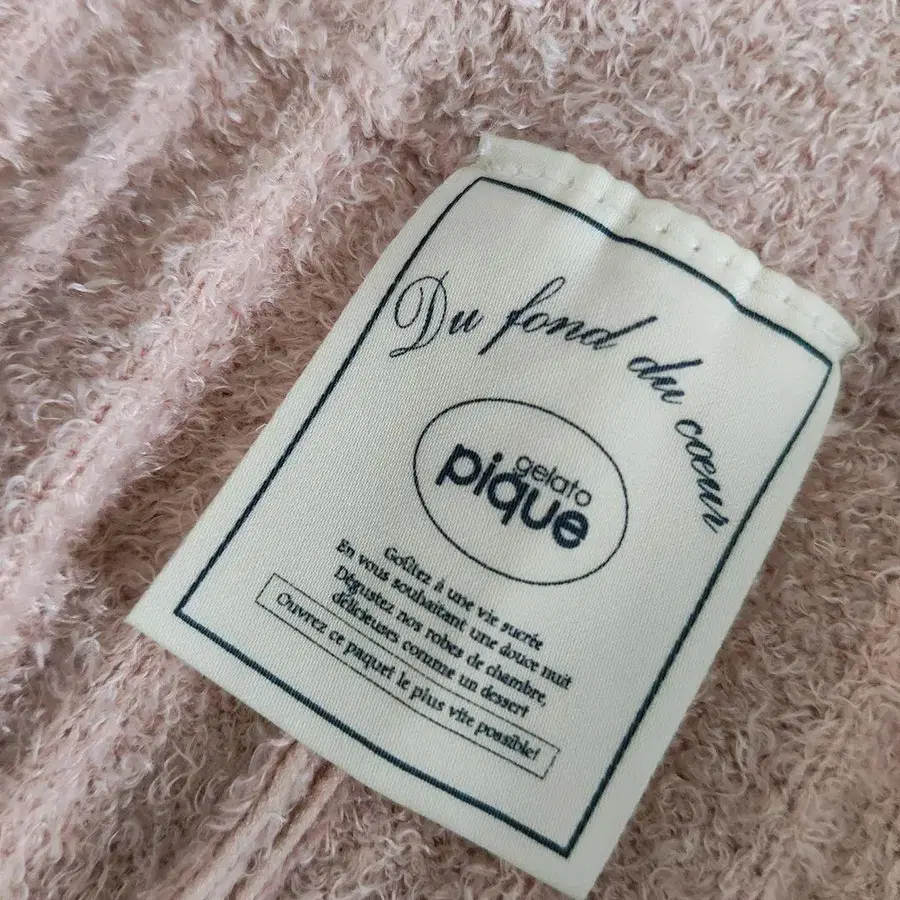 Du fond du cœur
gelato
pique
Goûtez à une vie sucrée
En vous souhaitant une douce nuit
Dégustez nos robes de chambre,
délicieuses comme un dessert
Ouvrez ce paquet le plus vite possible!